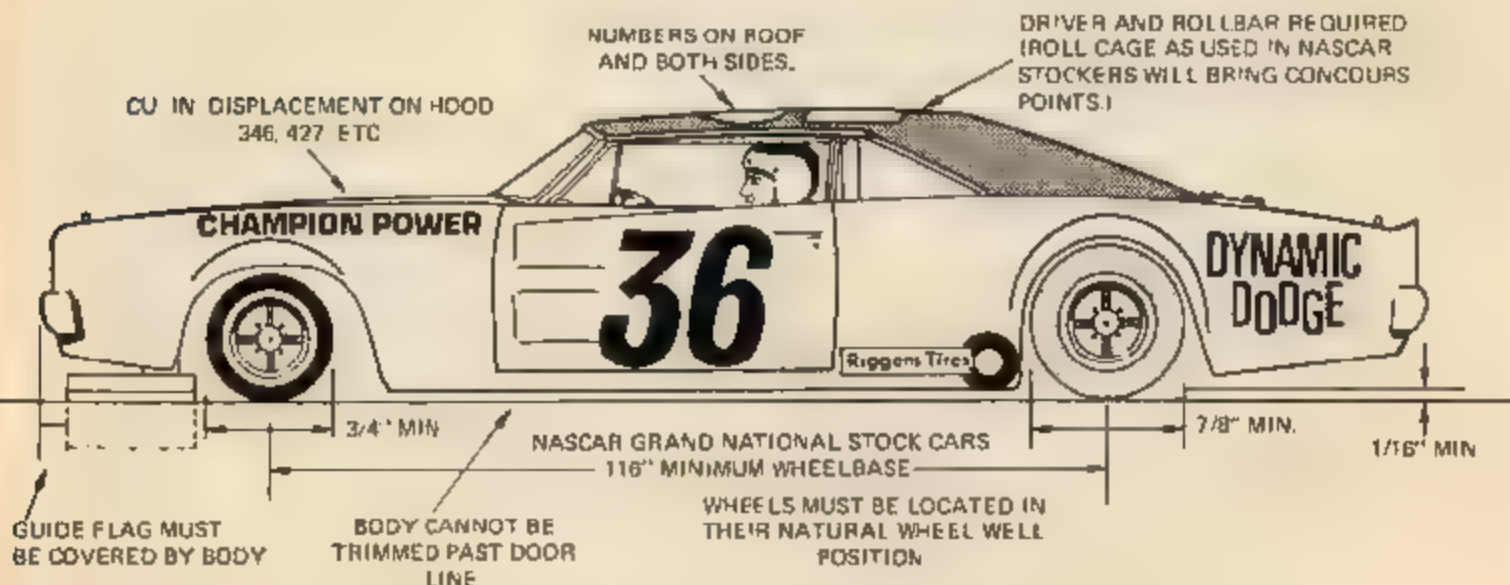 NUMBERS ON ROOF
AND BOTH SIDES.
DRIVER AND ROLLBAR REQUIRED
(ROLL CAGE AS USED IN NASCAR
STOCKERS WILL BRING CONCOURS
POINTS.)
CU IN DISPLACEMENT ON HOOD
346, 427 ETC
CHAMPION POWER
36
DYNAMIC
DODGE
Riggens Tires
3/4" MIN
NASCAR GRAND NATIONAL STOCK CARS
116" MINIMUM WHEELBASE
7/8" MIN.
1/16" MIN
GUIDE FLAG MUST
BE COVERED BY BODY
BODY CANNOT BE
TRIMMED PAST DOOR
LINE
WHEELS MUST BE LOCATED IN
THEIR NATURAL WHEEL WELL
POSITION